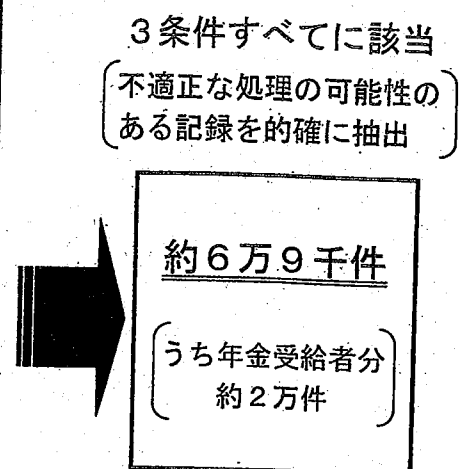 3条件すべてに該当
不適正な処理の可能性の
ある記録を的確に抽出
約6万9千件
うち年金受給者分
約2万件